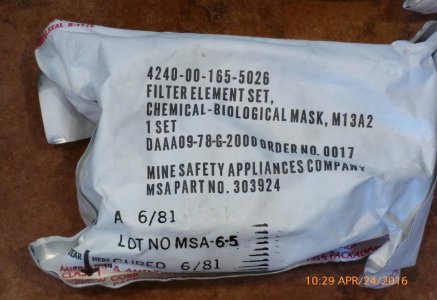 4240-00-165-5026
FILTER ELEMENT SET,
CHEMICAL-BIOLOGICAL MASK, M13A2
1 SET
DAAA09-78-G-2000 ORDER NO. 0017
MINE SAFETY APPLIANCES COMPANY
MSA PART NO. 303924
A 6/81
LOT NO MSA-6-5
TEAR HERE
CURED 6/81
10:29 APR/24/2016